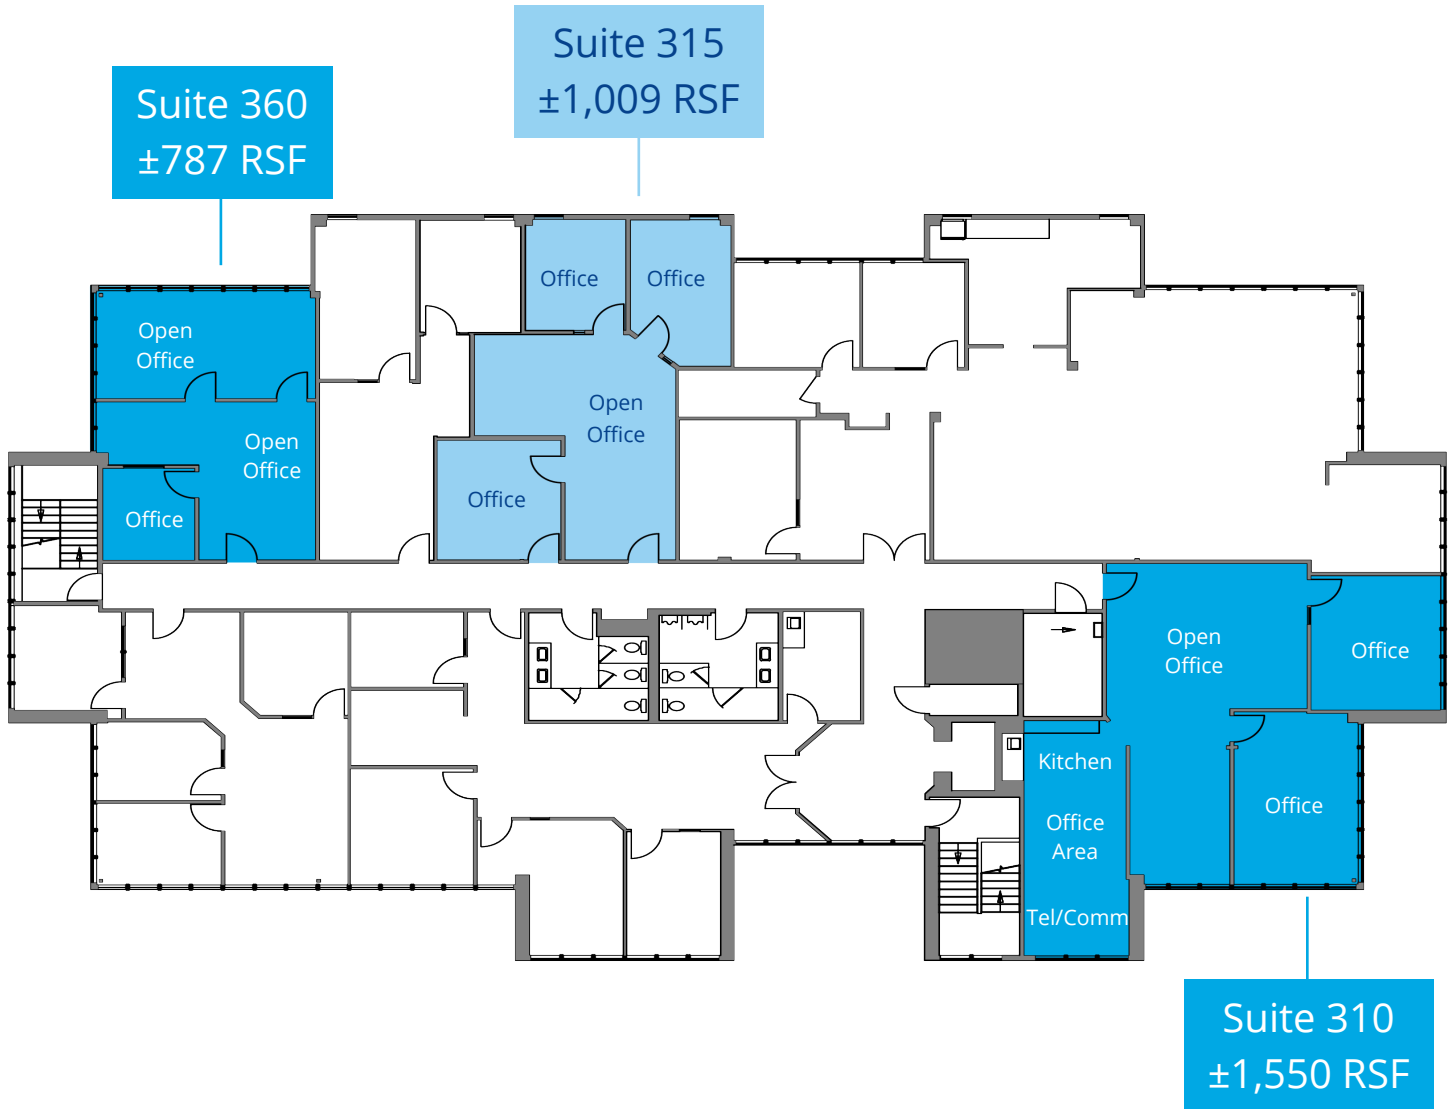 Suite 315
±1,009 RSF
Suite 360
±787 RSF
Office
Office
Open
Office
Open
Office
Open
Office
Office
Office
Open
Office
Office
Kitchen
Office
Office
Area
Tel/Comm
Suite 310
±1,550 RSF